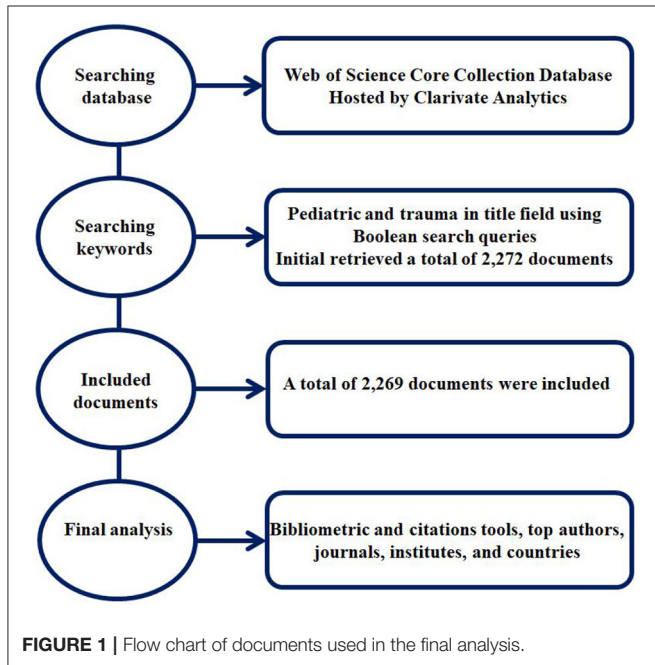 Searching
database
Web of Science Core Collection Database
Hosted by Clarivate Analytics
Searching
keywords
Pediatric and trauma in title field using
Boolean search queries
Initial retrieved a total of 2,272 documents
Included
documents
A total of 2,269 documents were included
Final analysis
Bibliometric and citations tools, top authors,
journals, institutes, and countries
FIGURE 1 | Flow chart of documents used in the final analysis.